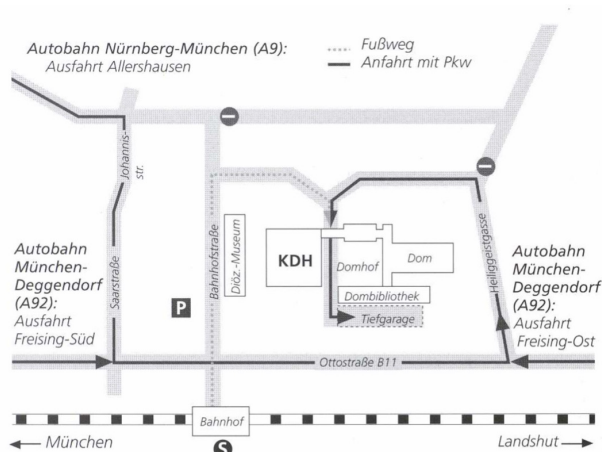 Autobahn Nürnberg-München (A9):
Ausfahrt Allershausen
Fußweg
Anfahrt mit Pkw
Johannis-
str.
Bahnhofstraße
Diöz.-Museum
Saarstraße
Heiliggeistgasse
KDH
Domhof
Dom
Dombibliothek
Tiefgarage
Autobahn
München-
Deggendorf
(A92):
Ausfahrt
Freising-Süd
P
Autobahn
München-
Deggendorf
(A92):
Ausfahrt
Freising-Ost
Ottostraße B11
Bahnhof
S
München
Landshut